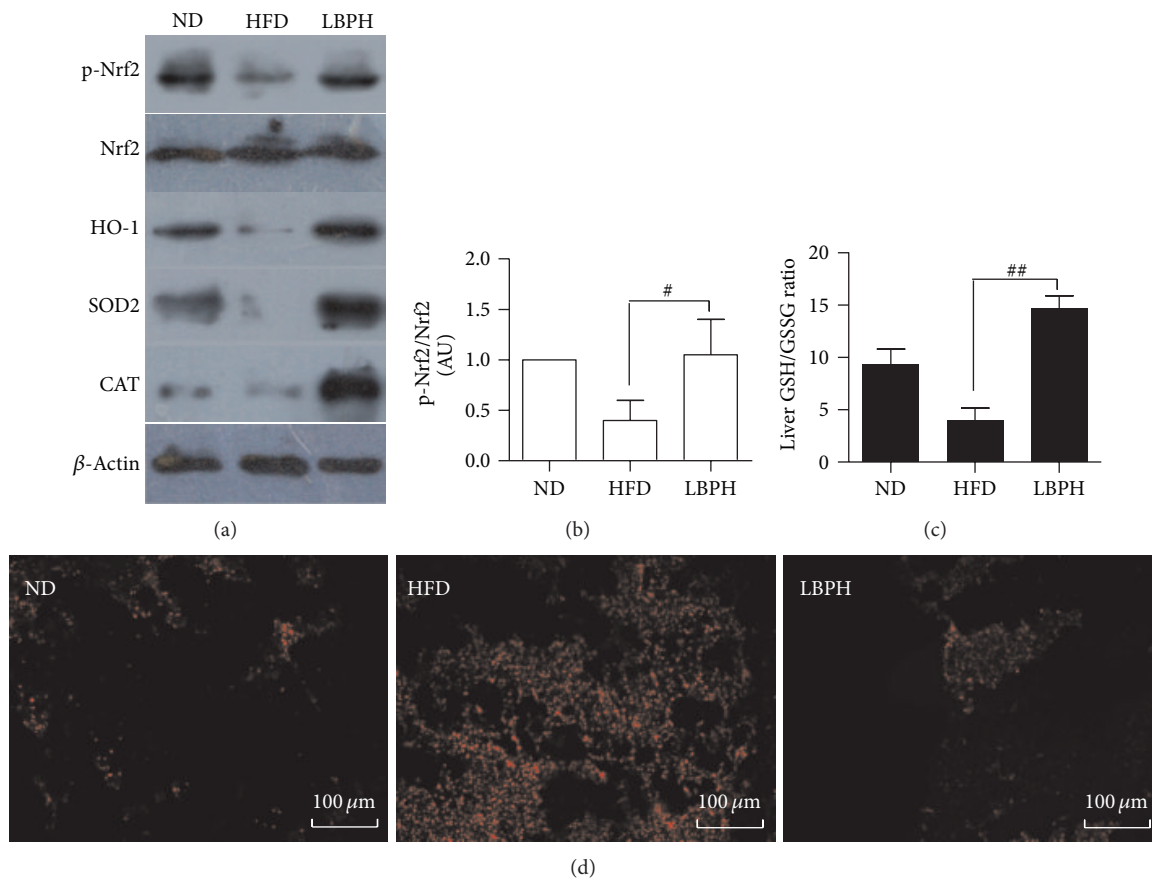 ND HFD LBPH
p-Nrf2
Nrf2
HO-1
SOD2
CAT
β-Actin
(a)
p-Nrf2/Nrf2
(AU)
2.0
1.5
1.0
0.5
0.0
#
ND HFD LBPH
(b)
Liver GSH/GSSG ratio
20
15
10
5
0
##
ND HFD LBPH
(c)
ND
100 μm
HFD
100 μm
LBPH
100 μm
(d)